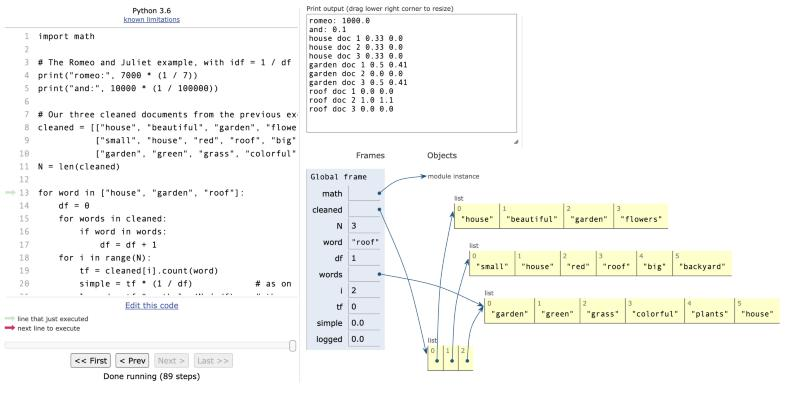 Python 3.6
known limitations
1 import math
2
3 # The Romeo and Juliet example, with idf = 1 / df
4 print("romeo:", 7000 * (1 / 7))
5 print("and:", 10000 * (1 / 100000))
6
7 # Our three cleaned documents from the previous ex
8 cleaned = [["house", "beautiful", "garden", "flowe
9 ["small", "house", "red", "roof", "big"
10 ["garden", "green", "grass", "colorful"
11 N = len(cleaned)
12
13 for word in ["house", "garden", "roof"]:
14 df = 0
15 for words in cleaned:
16 if word in words:
17 df = df + 1
18 for i in range(N):
19 tf = cleaned[i].count(word)
20 simple = tf * (1 / df) # as on
Edit this code
line that just executed
next line to execute
<< First < Prev Next > Last >>
Done running (89 steps)
Print output (drag lower right corner to resize)
romeo: 1000.0
and: 0.1
house doc 1 0.33 0.0
house doc 2 0.33 0.0
house doc 3 0.33 0.0
garden doc 1 0.5 0.41
garden doc 2 0.0 0.0
garden doc 3 0.5 0.41
roof doc 1 0.0 0.0
roof doc 2 1.0 1.1
roof doc 3 0.0 0.0
Frames Objects
Global frame
math
cleaned
N 3
word "roof"
df 1
words
i 2
tf 0
simple 0.0
logged 0.0
module instance
list
0 1 2 3
"house" "beautiful" "garden" "flowers"
list
0 1 2 3 4 5
"small" "house" "red" "roof" "big" "backyard"
list
0 1 2 3 4 5
"garden" "green" "grass" "colorful" "plants" "house"
list
0 1 2